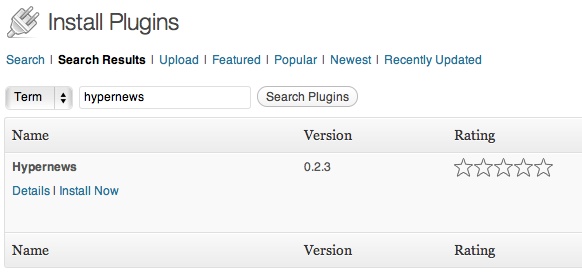 Install Plugins
Search | Search Results | Upload | Featured | Popular | Newest | Recently Updated
Term hypernews Search Plugins
Name Version Rating
Hypernews 0.2.3
Details | Install Now
Name Version Rating